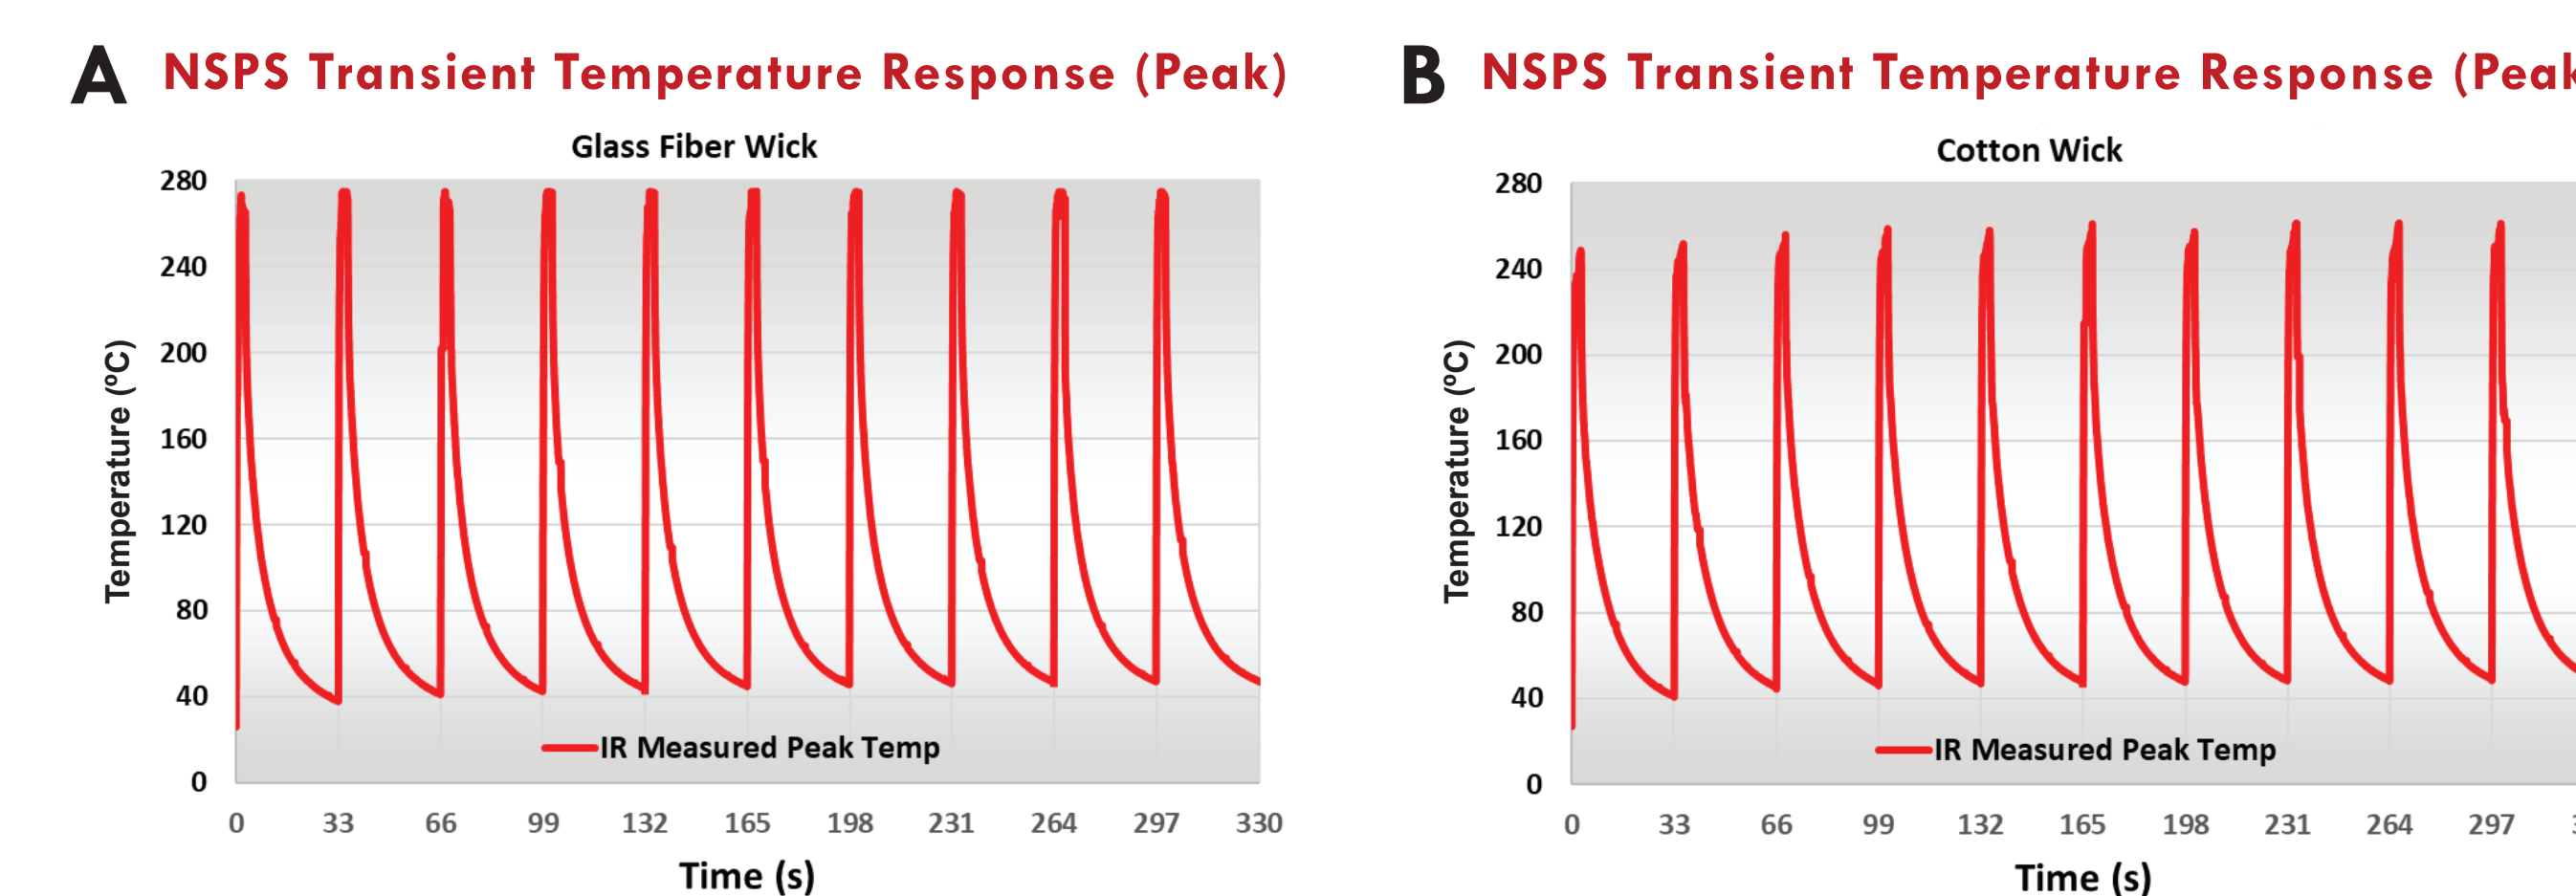 A NSPS Transient Temperature Response (Peak)
Glass Fiber Wick
280
240
200
160
120
80
40
0
Temperature (ºC)
IR Measured Peak Temp
0 33 66 99 132 165 198 231 264 297 330
Time (s)
B NSPS Transient Temperature Response (Peak
Cotton Wick
280
240
200
160
120
80
40
0
Temperature (ºC)
IR Measured Peak Temp
0 33 66 99 132 165 198 231 264 297
Time (s)